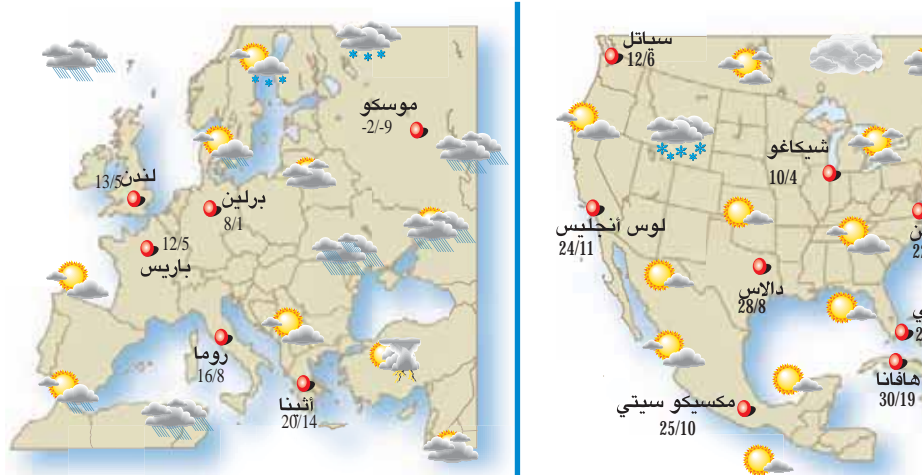 سياتل
12/6
شيكاغو
10/4
لوس أنجليس
24/11
دالاس
28/8
هافانا
30/19
مكسيكو سيتي
25/10
موسكو
-2/-9
لندن
13/5
برلين
8/1
12/5
باريس
روما
16/8
أثينا
20/14